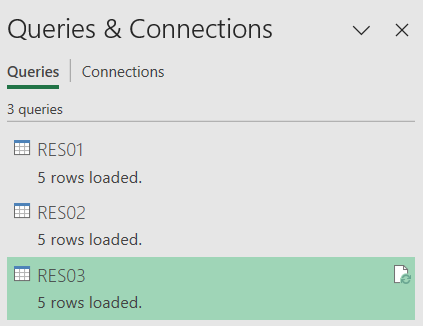 Queries & Connections
Queries | Connections
3 queries
RES01
5 rows loaded.
RES02
5 rows loaded.
RES03
5 rows loaded.